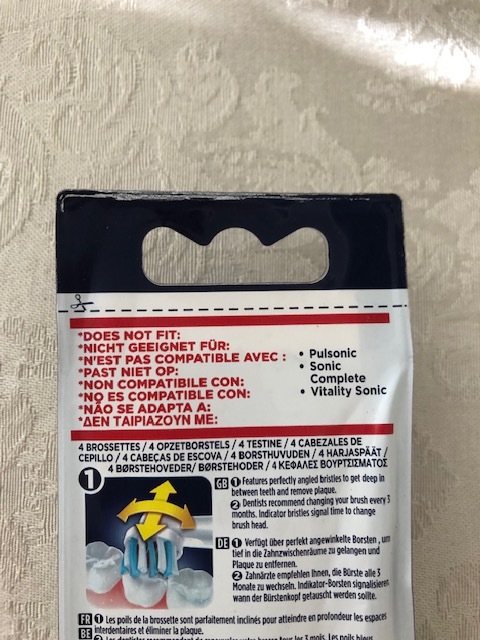 *DOES NOT FIT:
*NICHT GEEIGNET FÜR:
*N'EST PAS COMPATIBLE AVEC :
*PAST NIET OP:
*NON COMPATIBILE CON:
*NO ES COMPATIBLE CON:
*NÃO SE ADAPTA A:
*ΔΕΝ ΤΑΙΡΙΑΖΟΥΝ ΜΕ:
• Pulsonic
• Sonic
Complete
• Vitality Sonic
4 BROSSETTES / 4 OPZETBORSTELS / 4 TESTINE / 4 CABEZALES DE
CEPILLO / 4 CABEÇAS DE ESCOVA / 4 BORSTHUVUDEN / 4 HARJASPÄÄT /
4 BØRSTEHOVEDER/ BØRSTEHODER / 4 ΚΕΦΑΛΕΣ ΒΟΥΡΤΣΙΣΜΑΤΟΣ
1
GB 1 Features perfectly angled bristles to get deep in
between teeth and remove plaque.
2 Dentists recommend changing your brush every 3
months. Indicator bristles signal time to change
brush head.
DE 1 Verfügt über perfekt angewinkelte Borsten, um
tief in die Zahnzwischenräume zu gelangen und
Plaque zu entfernen.
2 Zahnärzte empfehlen Ihnen, die Bürste alle 3
Monate zu wechseln. Indikator-Borsten signalisieren
wann der Bürstenkopf getauscht werden sollte.
FR 1 Les poils de la brossette sont parfaitement inclinés pour atteindre en profondeur les espaces
BE interdentaires et éliminer la plaque.
2 Les dentistes recommandent de